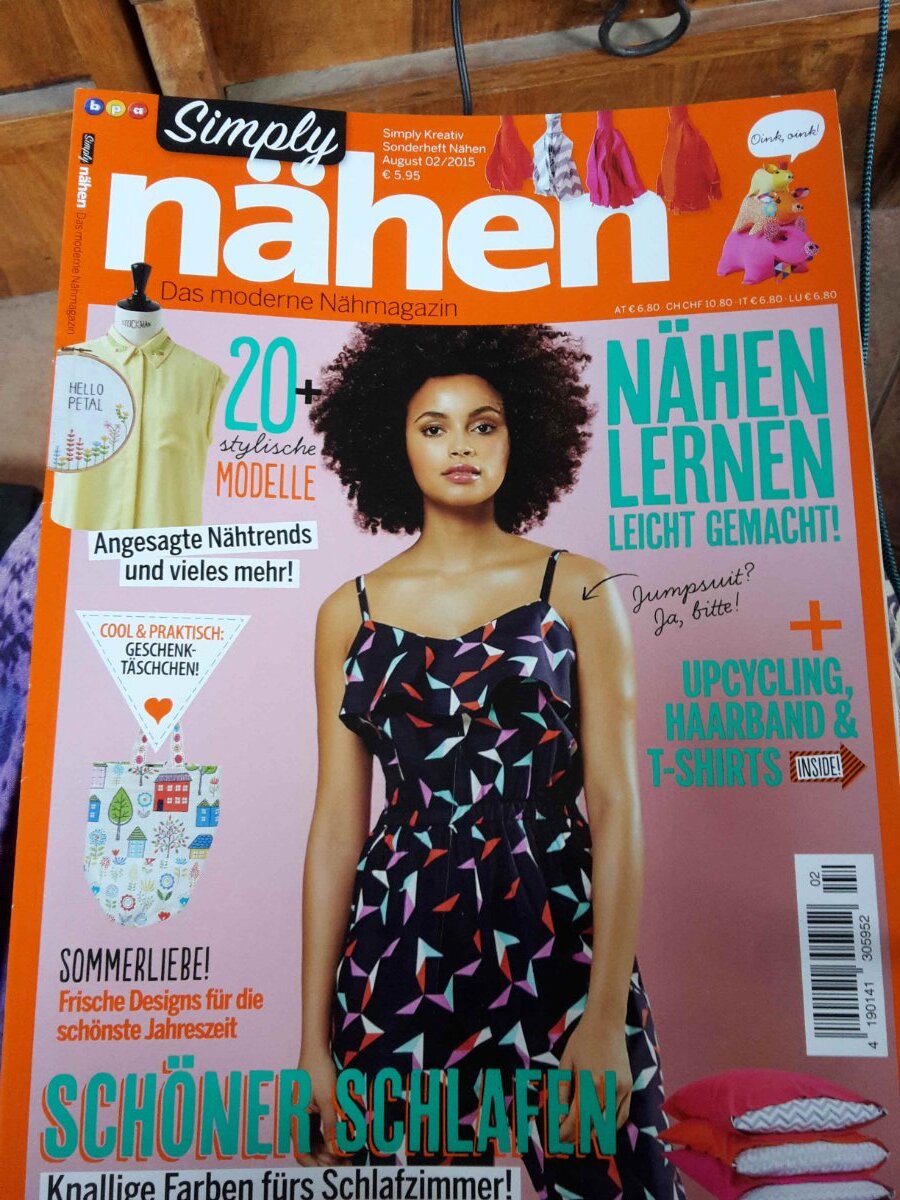 bpa
Simply
nähen
Das moderne Nähmagazin
Simply Kreativ
Sonderheft Nähen
August 02/2015
€ 5,95
Oink, oink!
Simply nähen Das moderne Nähmagazin
AT € 6,80 · CH CHF 10,80 · IT € 6,80 · LU € 6,80
STOCKMAN
HELLO
PETAL
20+
stylische
MODELLE
Angesagte Nähtrends
und vieles mehr!
NÄHEN
LERNEN
LEICHT GEMACHT!
Jumpsuit?
Ja, bitte!
+
UPCYCLING,
HAARBAND &
T-SHIRTS INSIDE!
COOL & PRAKTISCH:
GESCHENK-
TÄSCHCHEN!
SOMMERLIEBE!
Frische Designs für die
schönste Jahreszeit
02
4 190141 305952
SCHÖNER SCHLAFEN
Knallige Farben fürs Schlafzimmer!